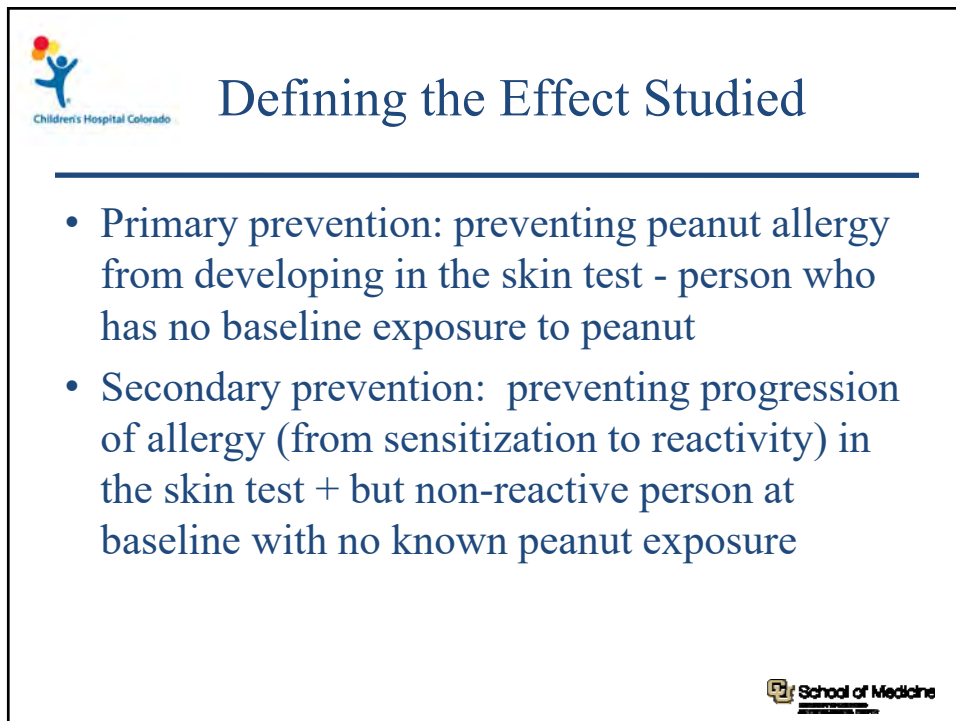 Children's Hospital Colorado
Defining the Effect Studied
• Primary prevention: preventing peanut allergy
from developing in the skin test - person who
has no baseline exposure to peanut
• Secondary prevention:  preventing progression
of allergy (from sensitization to reactivity) in
the skin test + but non-reactive person at
baseline with no known peanut exposure
CU School of Medicine